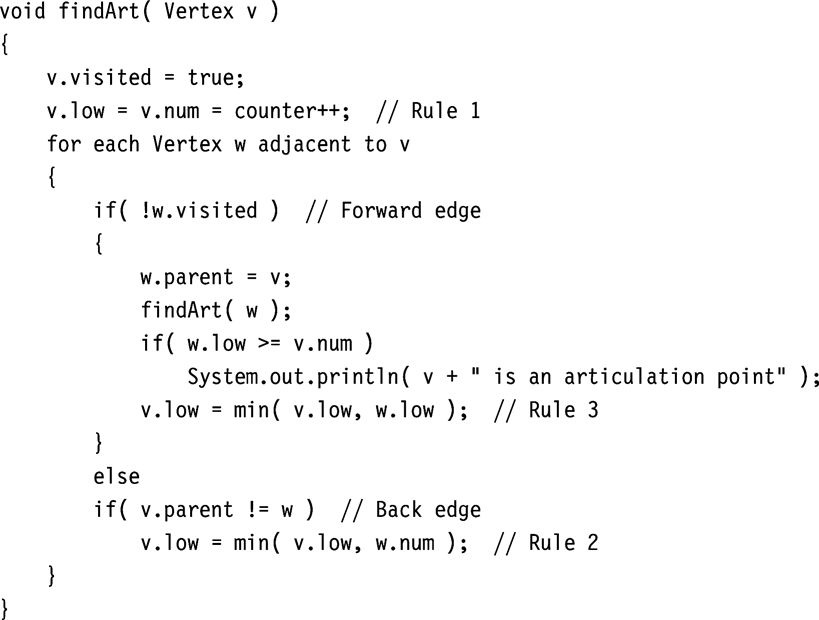 void findArt( Vertex v )
{
    v.visited = true;
    v.low = v.num = counter++;  // Rule 1
    for each Vertex w adjacent to v
    {
        if( !w.visited )  // Forward edge
        {
            w.parent = v;
            findArt( w );
            if( w.low >= v.num )
                System.out.println( v + " is an articulation point" );
            v.low = min( v.low, w.low );  // Rule 3
        }
        else
        if( v.parent != w )  // Back edge
            v.low = min( v.low, w.num );  // Rule 2
    }
}